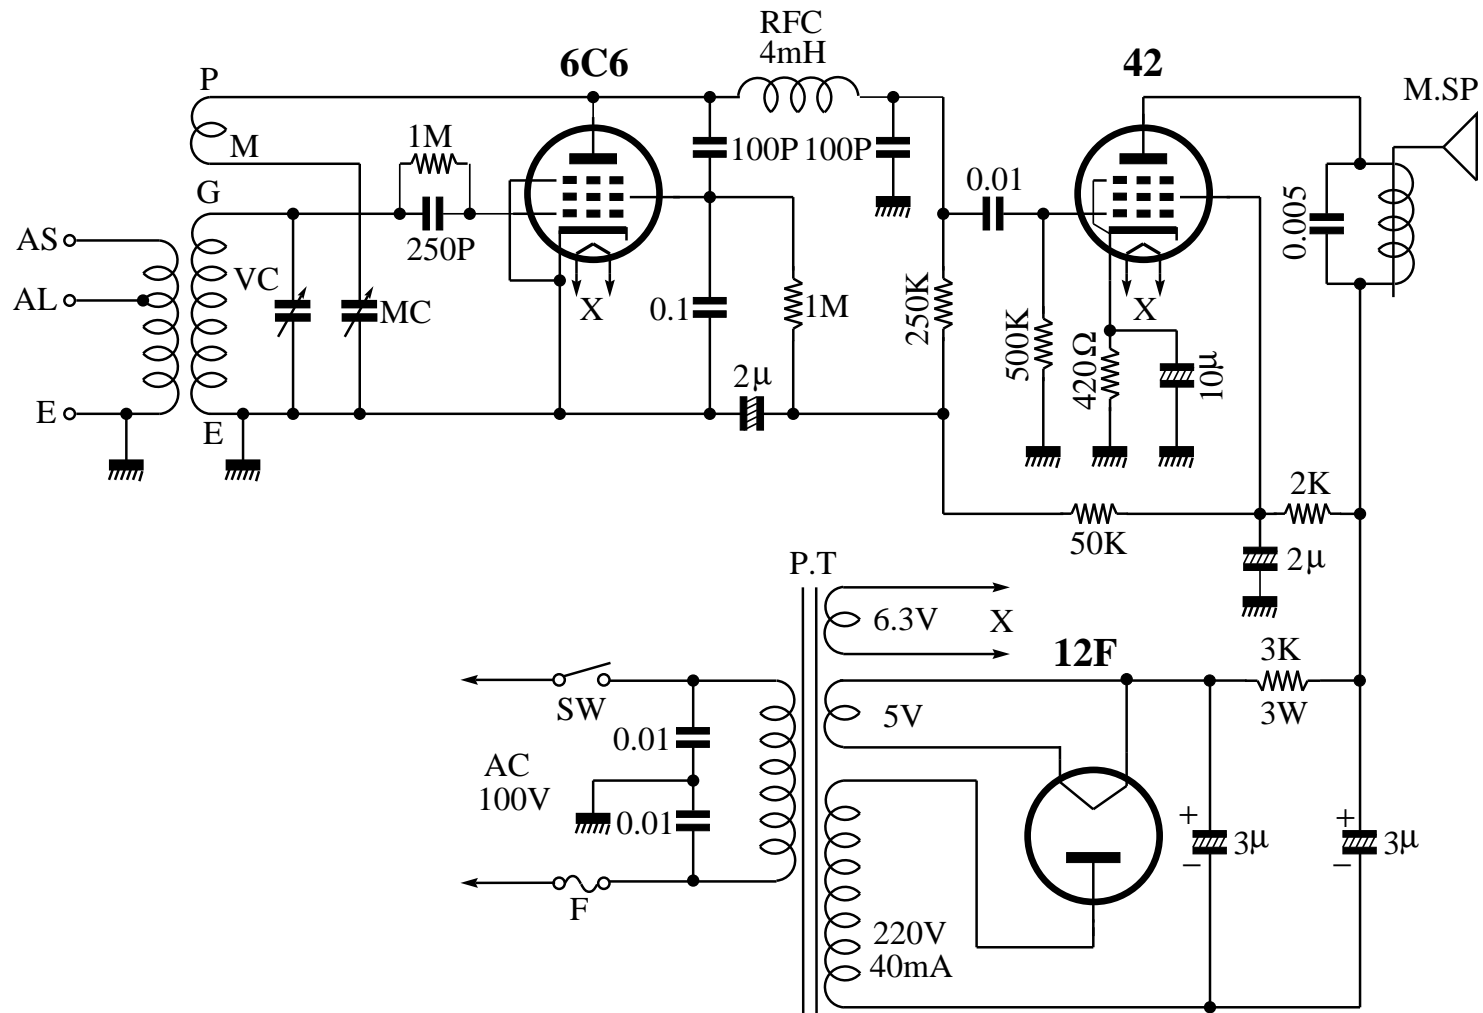 RFC
4mH
6C6
42
P
M.SP
1M
M
100P
100P
G
0.01
0.005
250P
AS
VC
AL
MC
X
0.1
1M
250K
500K
420Ω
X
10μ
2μ
E
E
2K
50K
2μ
P.T
6.3V
X
12F
3K
3W
SW
5V
0.01
AC
100V
0.01
+
3μ
−
+
3μ
−
F
220V
40mA